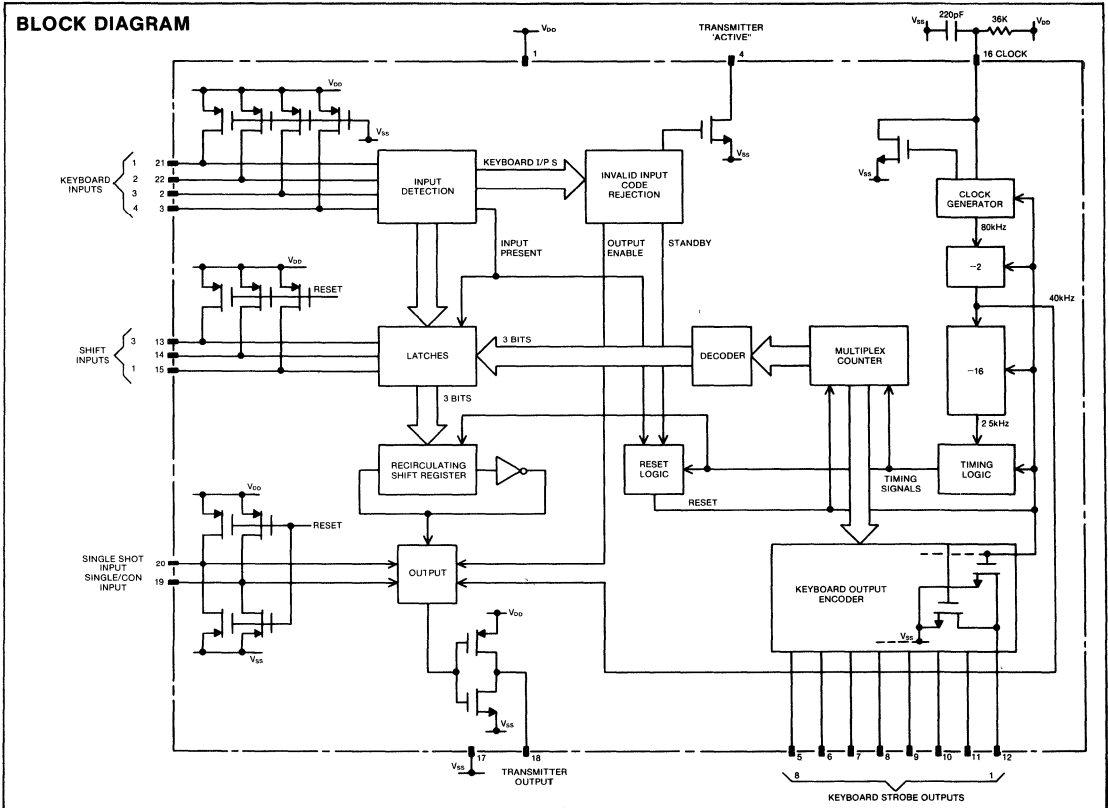 BLOCK DIAGRAM
VDD
1
TRANSMITTER
'ACTIVE"
4
VSS
220pF
36K
VDD
16 CLOCK
VDD
VSS
VSS
VSS
KEYBOARD
INPUTS
1 21
2 22
3 2
4 3
INPUT
DETECTION
KEYBOARD I/P S
INVALID INPUT
CODE
REJECTION
CLOCK
GENERATOR
80kHz
INPUT
PRESENT
OUTPUT
ENABLE
STANDBY
-2
40kHz
VDD
RESET
SHIFT
INPUTS
3 13
14
1 15
LATCHES
3 BITS
DECODER
MULTIPLEX
COUNTER
-16
2 5kHz
3 BITS
RECIRCULATING
SHIFT REGISTER
RESET
LOGIC
TIMING
LOGIC
TIMING
SIGNALS
RESET
VDD
RESET
SINGLE SHOT
INPUT
20
SINGLE/CON
INPUT
19
OUTPUT
KEYBOARD OUTPUT
ENCODER
VSS
VDD
VSS
VSS
17
VSS
18
TRANSMITTER
OUTPUT
5 6 7 8 9 10 11 12
8 1
KEYBOARD STROBE OUTPUTS